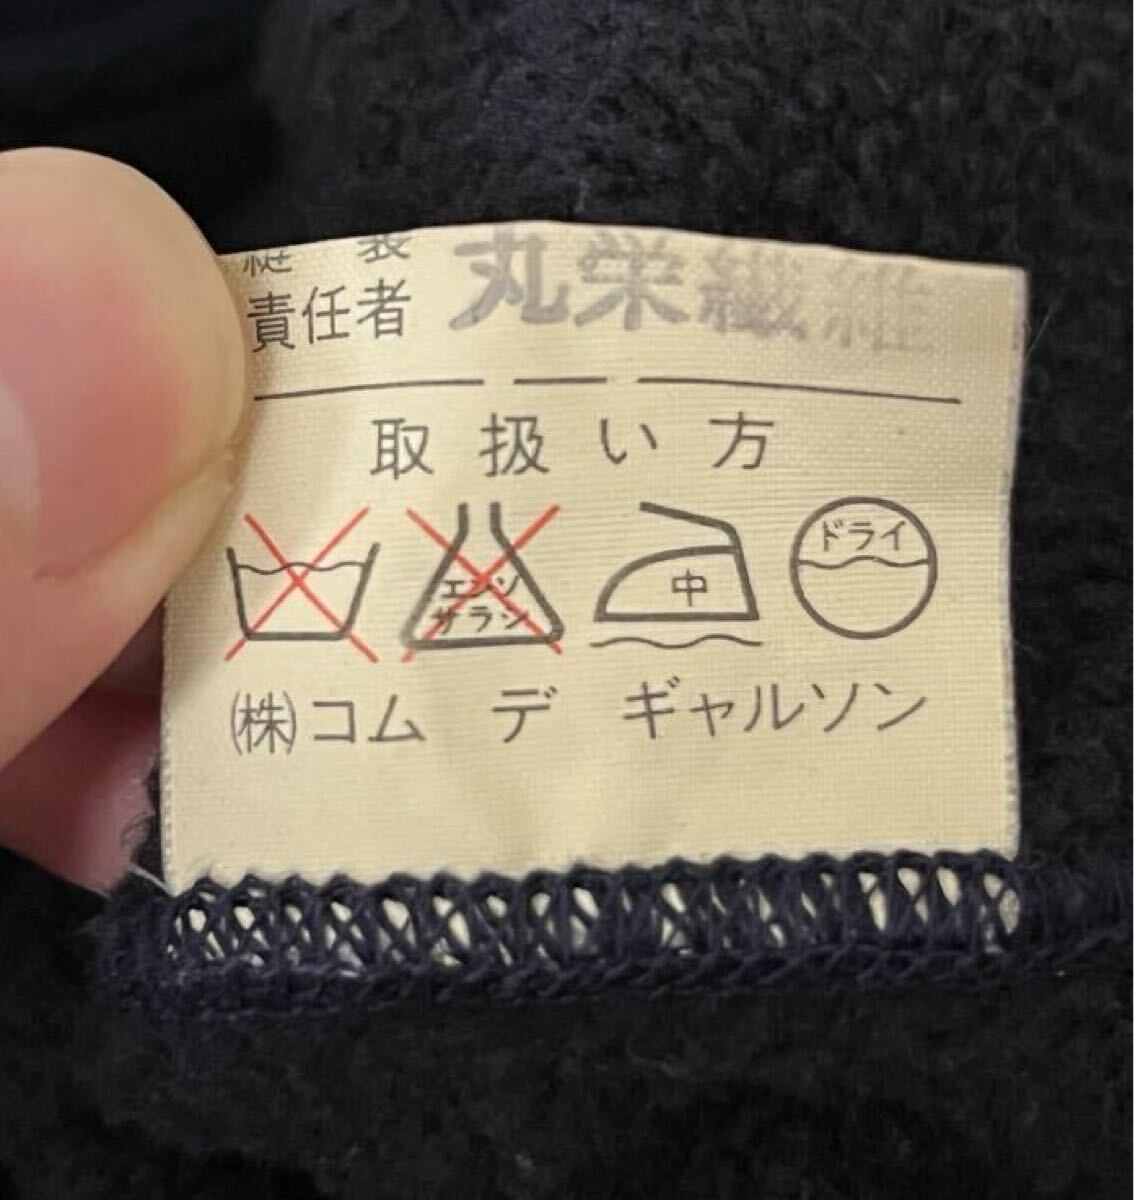 縫 製
責任者 丸栄繊維
取扱い方
エンソ
サラシ
中
ドライ
㈱コム デ ギャルソン